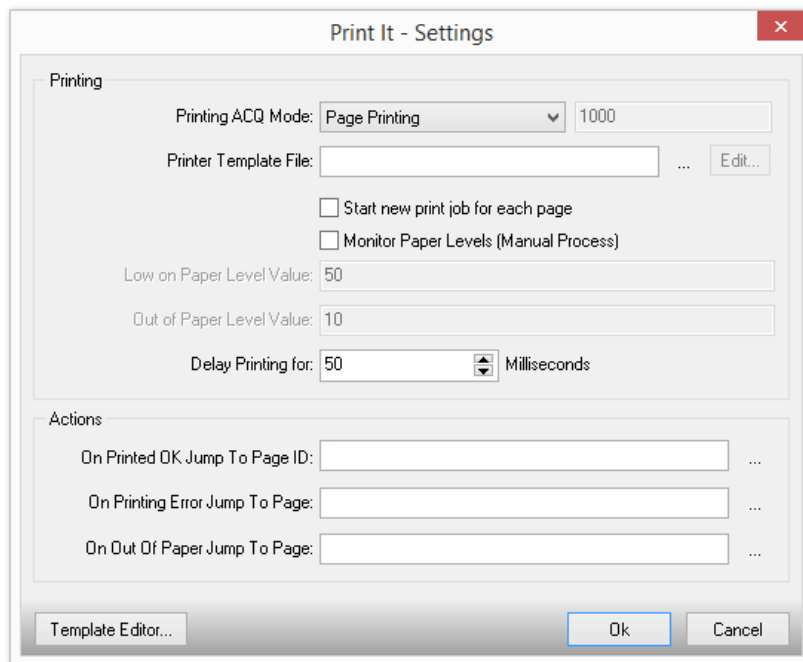 Print It - Settings
Printing
Printing ACQ Mode: Page Printing 1000
Printer Template File: ... Edit...
Start new print job for each page
Monitor Paper Levels (Manual Process)
Low on Paper Level Value: 50
Out of Paper Level Value: 10
Delay Printing for: 50 Milliseconds
Actions
On Printed OK Jump To Page ID: ...
On Printing Error Jump To Page: ...
On Out Of Paper Jump To Page: ...
Template Editor... Ok Cancel